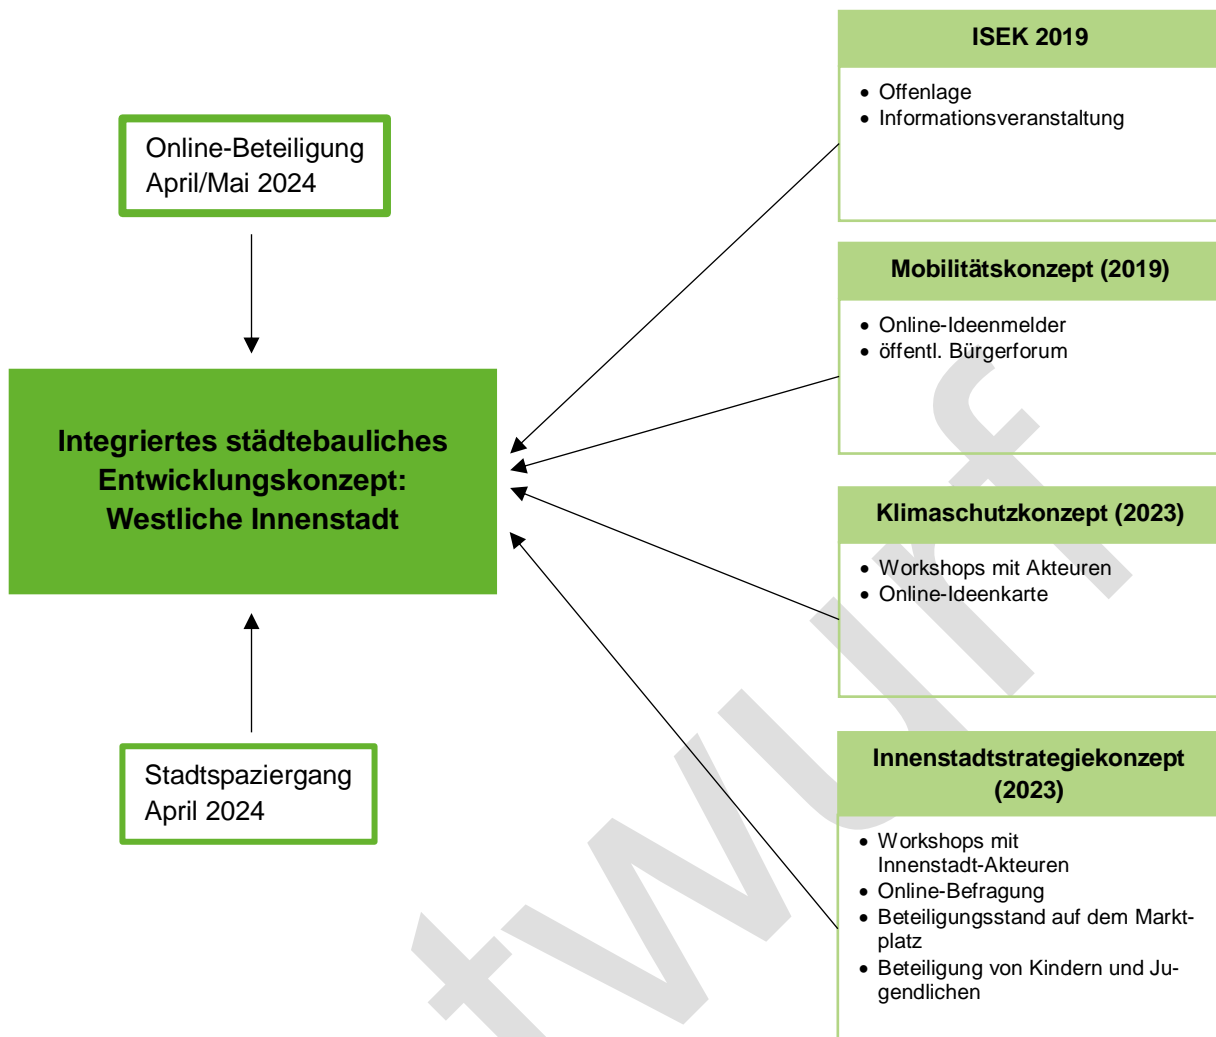 Online-Beteiligung
April/Mai 2024
Integriertes städtebauliches
Entwicklungskonzept:
Westliche Innenstadt
Stadtspaziergang
April 2024
ISEK 2019
• Offenlage
• Informationsveranstaltung
Mobilitätskonzept (2019)
• Online-Ideenmelder
• öffentl. Bürgerforum
Klimaschutzkonzept (2023)
• Workshops mit Akteuren
• Online-Ideenkarte
Innenstadtstrategiekonzept
(2023)
• Workshops mit
Innenstadt-Akteuren
• Online-Befragung
• Beteiligungsstand auf dem Markt-
platz
• Beteiligung von Kindern und Ju-
gendlichen
twurf